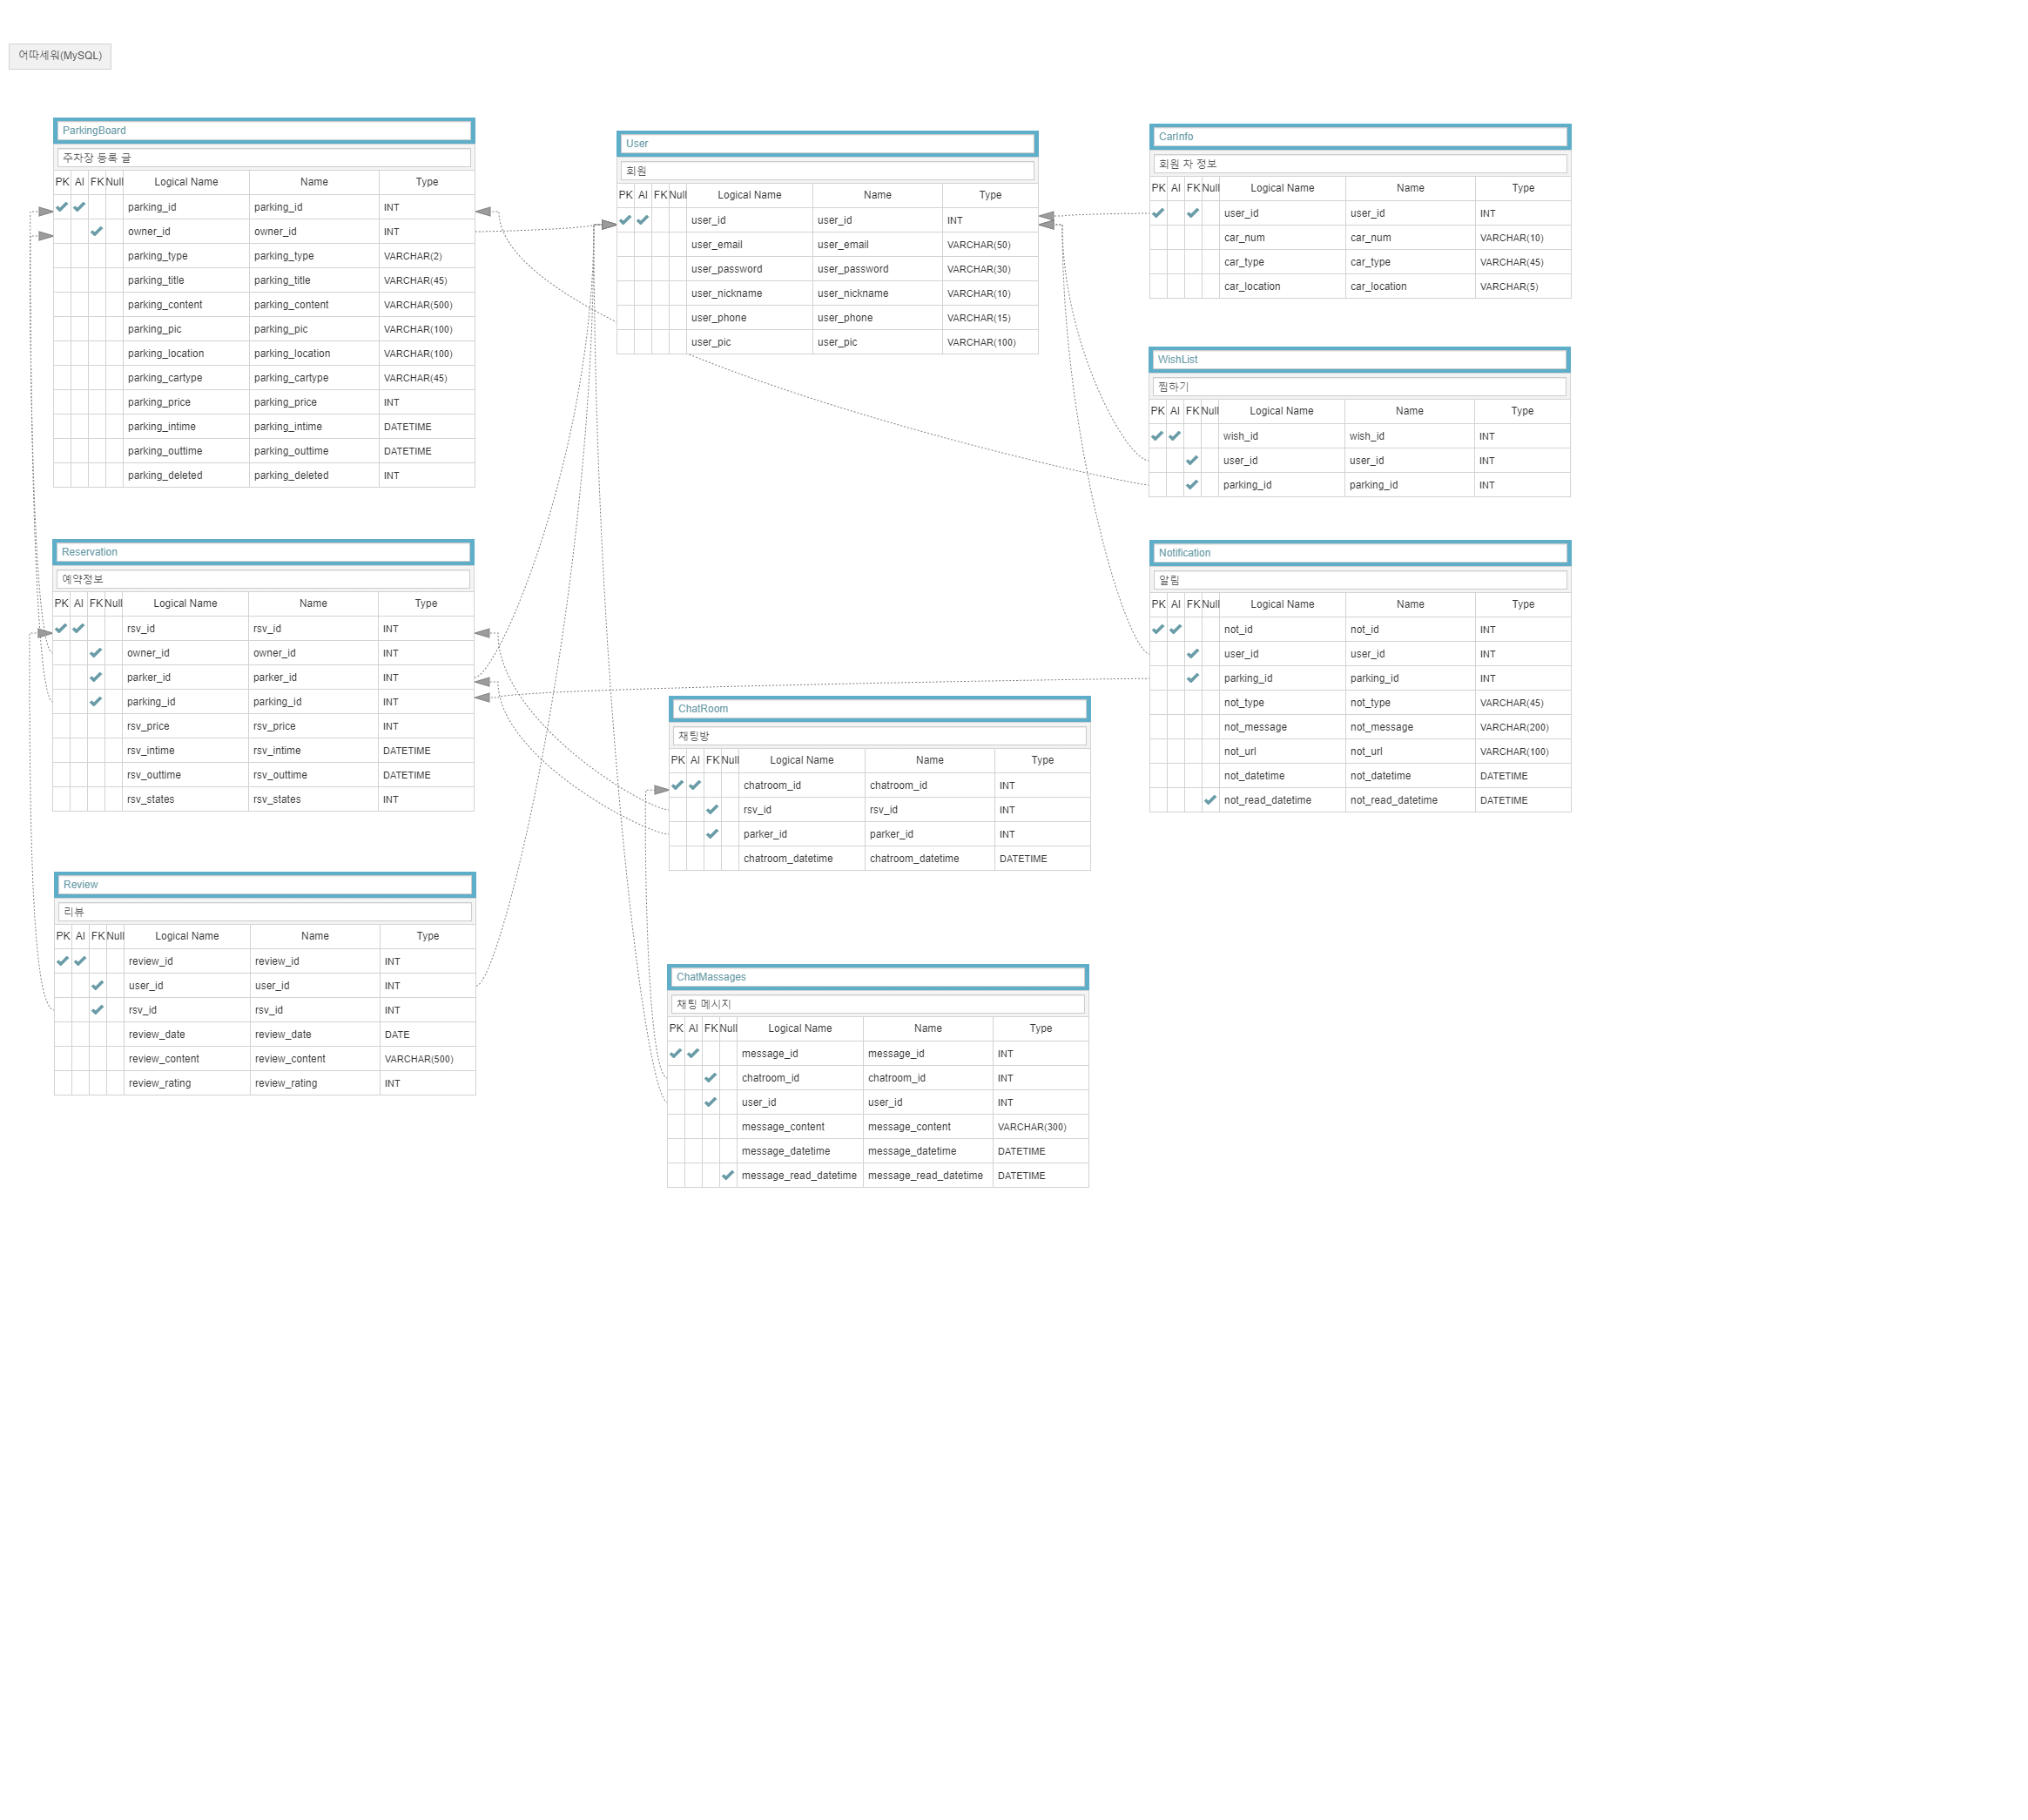 어따세워(MySQL)
ParkingBoard
주차장 등록 글
PK AI FK Null Logical Name Name Type
parking_id parking_id INT
owner_id owner_id INT
parking_type parking_type VARCHAR(2)
parking_title parking_title VARCHAR(45)
parking_content parking_content VARCHAR(500)
parking_pic parking_pic VARCHAR(100)
parking_location parking_location VARCHAR(100)
parking_cartype parking_cartype VARCHAR(45)
parking_price parking_price INT
parking_intime parking_intime DATETIME
parking_outtime parking_outtime DATETIME
parking_deleted parking_deleted INT
User
회원
PK AI FK Null Logical Name Name Type
user_id user_id INT
user_email user_email VARCHAR(50)
user_password user_password VARCHAR(30)
user_nickname user_nickname VARCHAR(10)
user_phone user_phone VARCHAR(15)
user_pic user_pic VARCHAR(100)
CarInfo
회원 차 정보
PK AI FK Null Logical Name Name Type
user_id user_id INT
car_num car_num VARCHAR(10)
car_type car_type VARCHAR(45)
car_location car_location VARCHAR(5)
WishList
찜하기
PK AI FK Null Logical Name Name Type
wish_id wish_id INT
user_id user_id INT
parking_id parking_id INT
Reservation
예약정보
PK AI FK Null Logical Name Name Type
rsv_id rsv_id INT
owner_id owner_id INT
parker_id parker_id INT
parking_id parking_id INT
rsv_price rsv_price INT
rsv_intime rsv_intime DATETIME
rsv_outtime rsv_outtime DATETIME
rsv_states rsv_states INT
Notification
알림
PK AI FK Null Logical Name Name Type
not_id not_id INT
user_id user_id INT
parking_id parking_id INT
not_type not_type VARCHAR(45)
not_message not_message VARCHAR(200)
not_url not_url VARCHAR(100)
not_datetime not_datetime DATETIME
not_read_datetime not_read_datetime DATETIME
ChatRoom
채팅방
PK AI FK Null Logical Name Name Type
chatroom_id chatroom_id INT
rsv_id rsv_id INT
parker_id parker_id INT
chatroom_datetime chatroom_datetime DATETIME
Review
리뷰
PK AI FK Null Logical Name Name Type
review_id review_id INT
user_id user_id INT
rsv_id rsv_id INT
review_date review_date DATE
review_content review_content VARCHAR(500)
review_rating review_rating INT
ChatMassages
채팅 메시지
PK AI FK Null Logical Name Name Type
message_id message_id INT
chatroom_id chatroom_id INT
user_id user_id INT
message_content message_content VARCHAR(300)
message_datetime message_datetime DATETIME
message_read_datetime message_read_datetime DATETIME